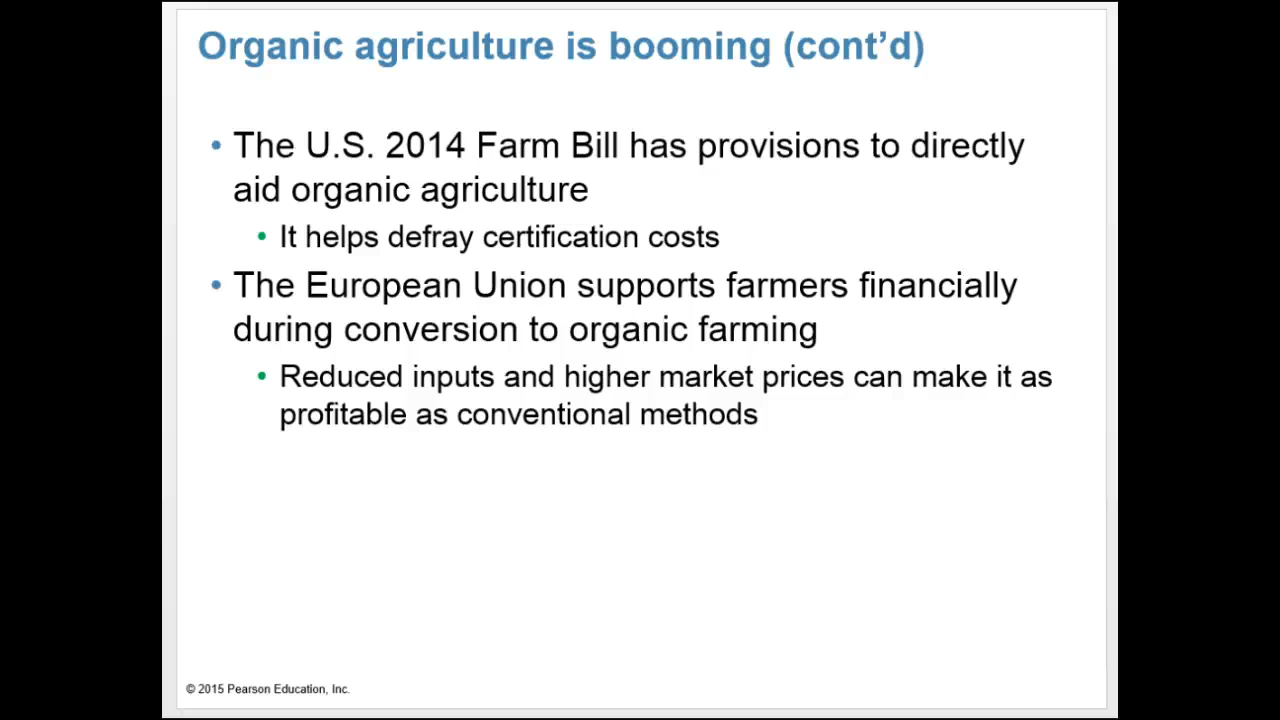 Organic agriculture is booming (cont’d)
• The U.S. 2014 Farm Bill has provisions to directly
aid organic agriculture
• It helps defray certification costs
• The European Union supports farmers financially
during conversion to organic farming
• Reduced inputs and higher market prices can make it as
profitable as conventional methods
© 2015 Pearson Education, Inc.